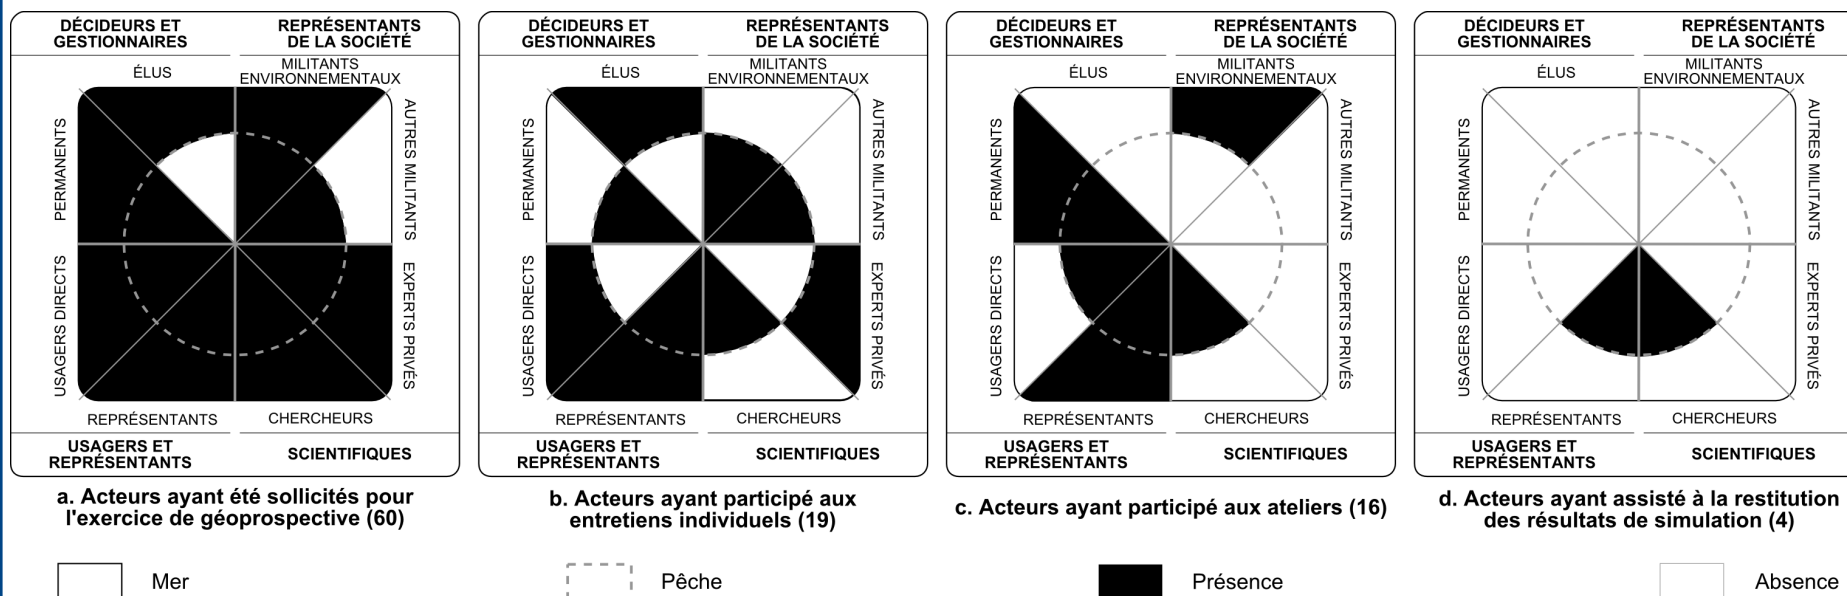 DÉCIDEURS ET
GESTIONNAIRES
REPRÉSENTANTS
DE LA SOCIÉTÉ
ÉLUS
MILITANTS
ENVIRONNEMENTAUX
PERMANENTS
AUTRES MILITANTS
USAGERS DIRECTS
EXPERTS PRIVÉS
REPRÉSENTANTS
CHERCHEURS
USAGERS ET
REPRÉSENTANTS
SCIENTIFIQUES
a. Acteurs ayant été sollicités pour
l'exercice de géoprospective (60)
DÉCIDEURS ET
GESTIONNAIRES
REPRÉSENTANTS
DE LA SOCIÉTÉ
ÉLUS
MILITANTS
ENVIRONNEMENTAUX
PERMANENTS
AUTRES MILITANTS
USAGERS DIRECTS
EXPERTS PRIVÉS
REPRÉSENTANTS
CHERCHEURS
USAGERS ET
REPRÉSENTANTS
SCIENTIFIQUES
b. Acteurs ayant participé aux
entretiens individuels (19)
DÉCIDEURS ET
GESTIONNAIRES
REPRÉSENTANTS
DE LA SOCIÉTÉ
ÉLUS
MILITANTS
ENVIRONNEMENTAUX
PERMANENTS
AUTRES MILITANTS
USAGERS DIRECTS
EXPERTS PRIVÉS
REPRÉSENTANTS
CHERCHEURS
USAGERS ET
REPRÉSENTANTS
SCIENTIFIQUES
c. Acteurs ayant participé aux ateliers (16)
DÉCIDEURS ET
GESTIONNAIRES
REPRÉSENTANTS
DE LA SOCIÉTÉ
ÉLUS
MILITANTS
ENVIRONNEMENTAUX
PERMANENTS
AUTRES MILITANTS
USAGERS DIRECTS
EXPERTS PRIVÉS
REPRÉSENTANTS
CHERCHEURS
USAGERS ET
REPRÉSENTANTS
SCIENTIFIQUES
d. Acteurs ayant assisté à la restitution
des résultats de simulation (4)
Mer
Pêche
Présence
Absence